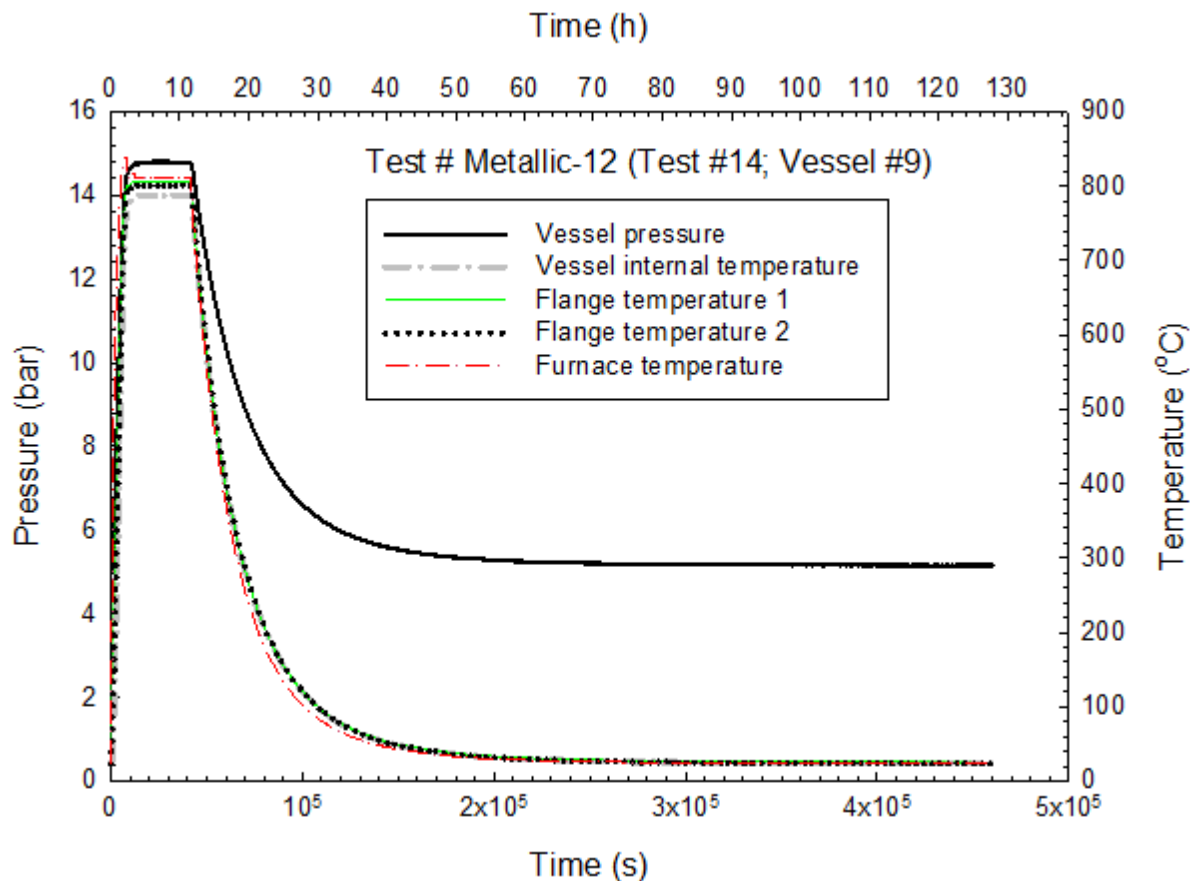 Time (h)
0 10 20 30 40 50 60 70 80 90 100 110 120 130
16 900
Test # Metallic-12 (Test #14; Vessel #9)
14 800
Vessel pressure
Vessel internal temperature
12 700
Flange temperature 1
Flange temperature 2
10 600
Furnace temperature
Pressure (bar)
8 500
Temperature (⁰C)
400
6 300
4 200
2 100
0 0
0 10⁵ 2x10⁵ 3x10⁵ 4x10⁵ 5x10⁵
Time (s)